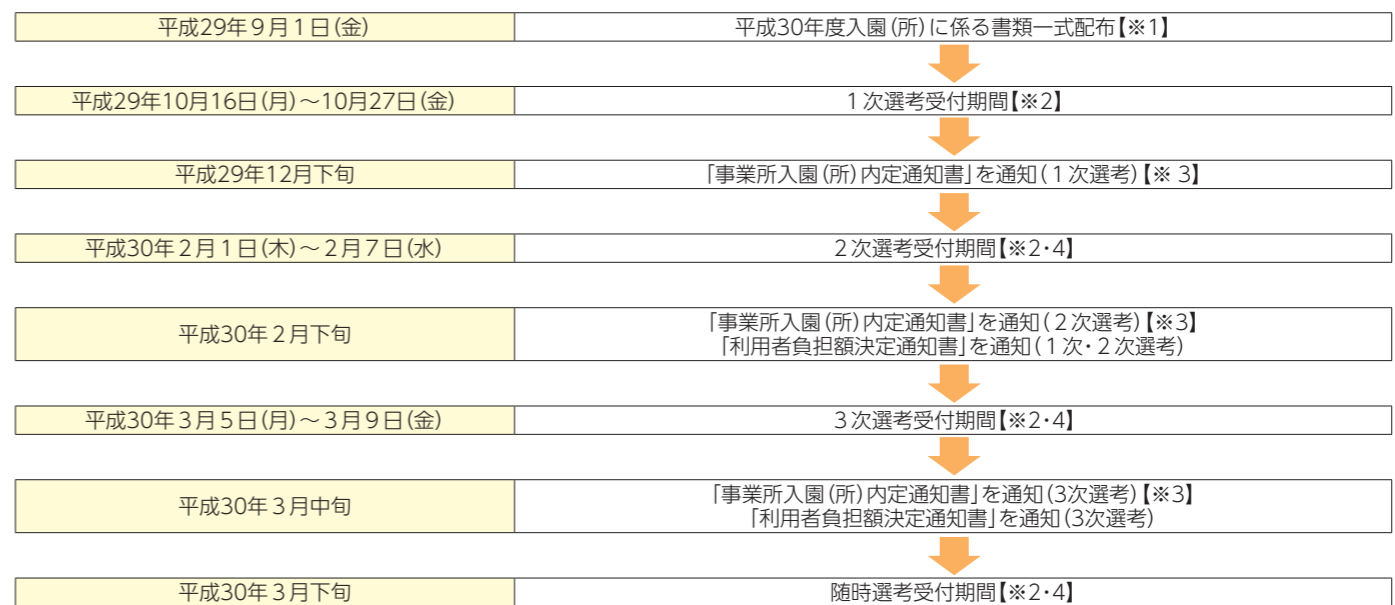 平成29年9月1日(金)
平成30年度入園(所)に係る書類一式配布【※1】
平成29年10月16日(月)～10月27日(金)
1次選考受付期間【※2】
平成29年12月下旬
「事業所入園(所)内定通知書」を通知(1次選考)【※3】
平成30年2月1日(木)～2月7日(水)
2次選考受付期間【※2・4】
平成30年2月下旬
「事業所入園(所)内定通知書」を通知(2次選考)【※3】
「利用者負担額決定通知書」を通知(1次・2次選考)
平成30年3月5日(月)～3月9日(金)
3次選考受付期間【※2・4】
平成30年3月中旬
「事業所入園(所)内定通知書」を通知(3次選考)【※3】
「利用者負担額決定通知書」を通知(3次選考)
平成30年3月下旬
随時選考受付期間【※2・4】